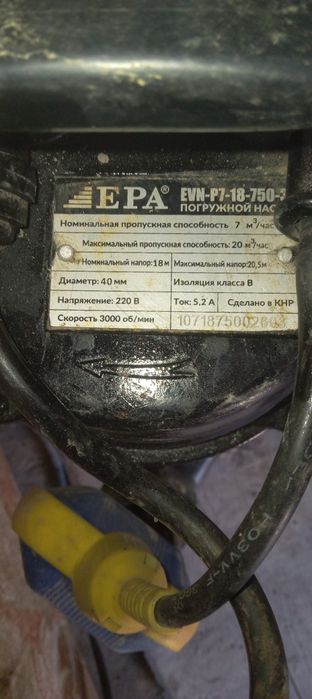 EPA EVN-P7-18-750-3
ПОГРУЖНОЙ НАС
Номинальная пропускная способность 7 м³/час
Максимальный пропускная способность: 20 м³/час
Номинальный напор: 18 м Максимальный напор: 20,5м
Диаметр: 40 мм Изоляция класса В
Напряжение: 220 В Ток: 5,2 А Сделано в КНР
Скорость 3000 об/мин